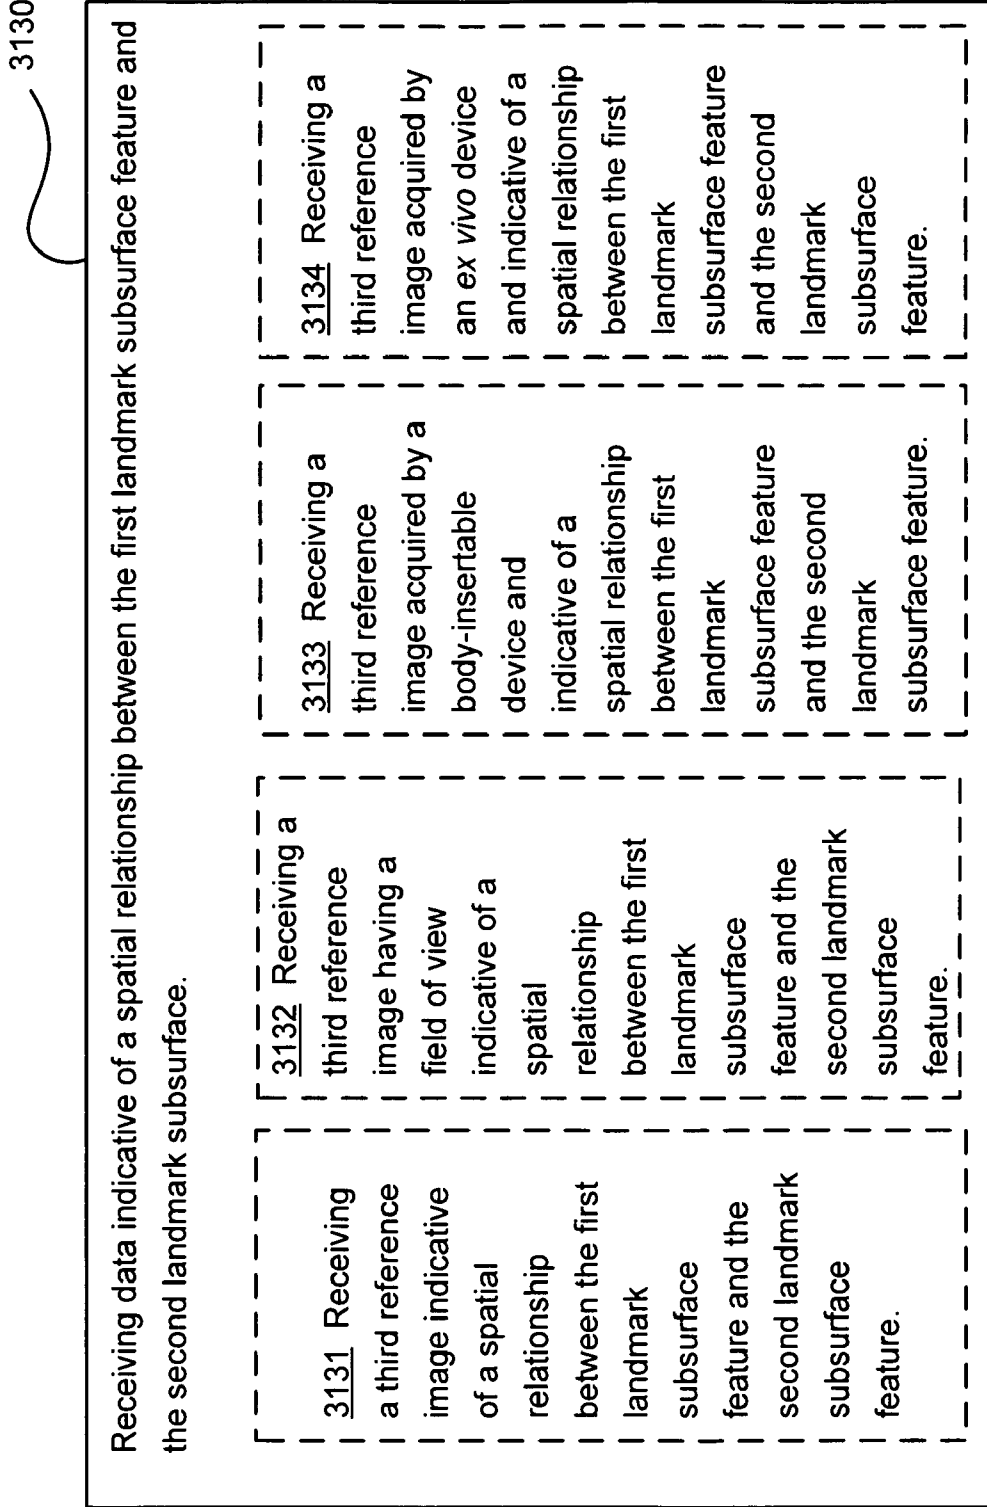 3130
Receiving data indicative of a spatial relationship between the first landmark subsurface feature and
the second landmark subsurface.
3131 Receiving
a third reference
image indicative
of a spatial
relationship
between the first
landmark
subsurface
feature and the
second landmark
subsurface
feature.
3132 Receiving a
third reference
image having a
field of view
indicative of a
spatial
relationship
between the first
landmark
subsurface
feature and the
second landmark
subsurface
feature.
3133 Receiving a
third reference
image acquired by a
body-insertable
device and
indicative of a
spatial relationship
between the first
landmark
subsurface feature
and the second
landmark
subsurface feature.
3134 Receiving a
third reference
image acquired by
an ex vivo device
and indicative of a
spatial relationship
between the first
landmark
subsurface feature
and the second
landmark
subsurface
feature.